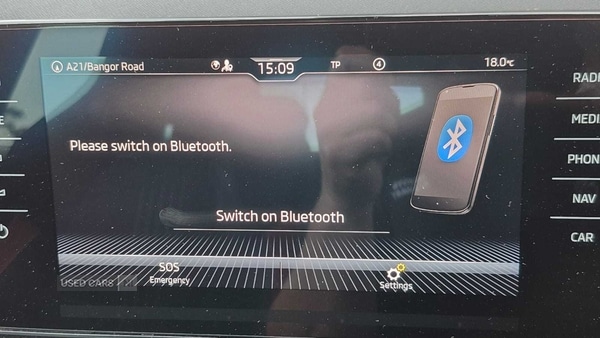 A21/Bangor Road
15:09
TP
4
18.0°C
RADI
MEDI
PHON
NAV
CAR
E
Please switch on Bluetooth.
Switch on Bluetooth
SOS
Emergency
Settings
USED CARS NI